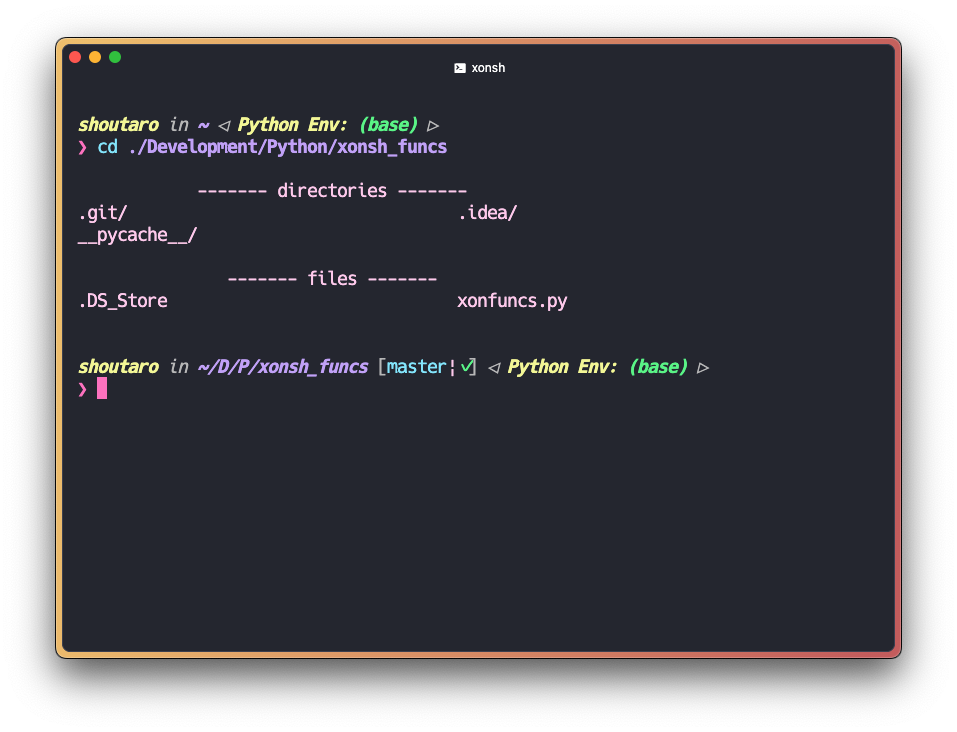 xonsh
shoutaro in ~ ◁ Python Env: (base) ▷
❯ cd ./Development/Python/xonsh_funcs
------- directories -------
.git/ .idea/
__pycache__/
------- files -------
.DS_Store xonfuncs.py
shoutaro in ~/D/P/xonsh_funcs [master¦✓] ◁ Python Env: (base) ▷
❯